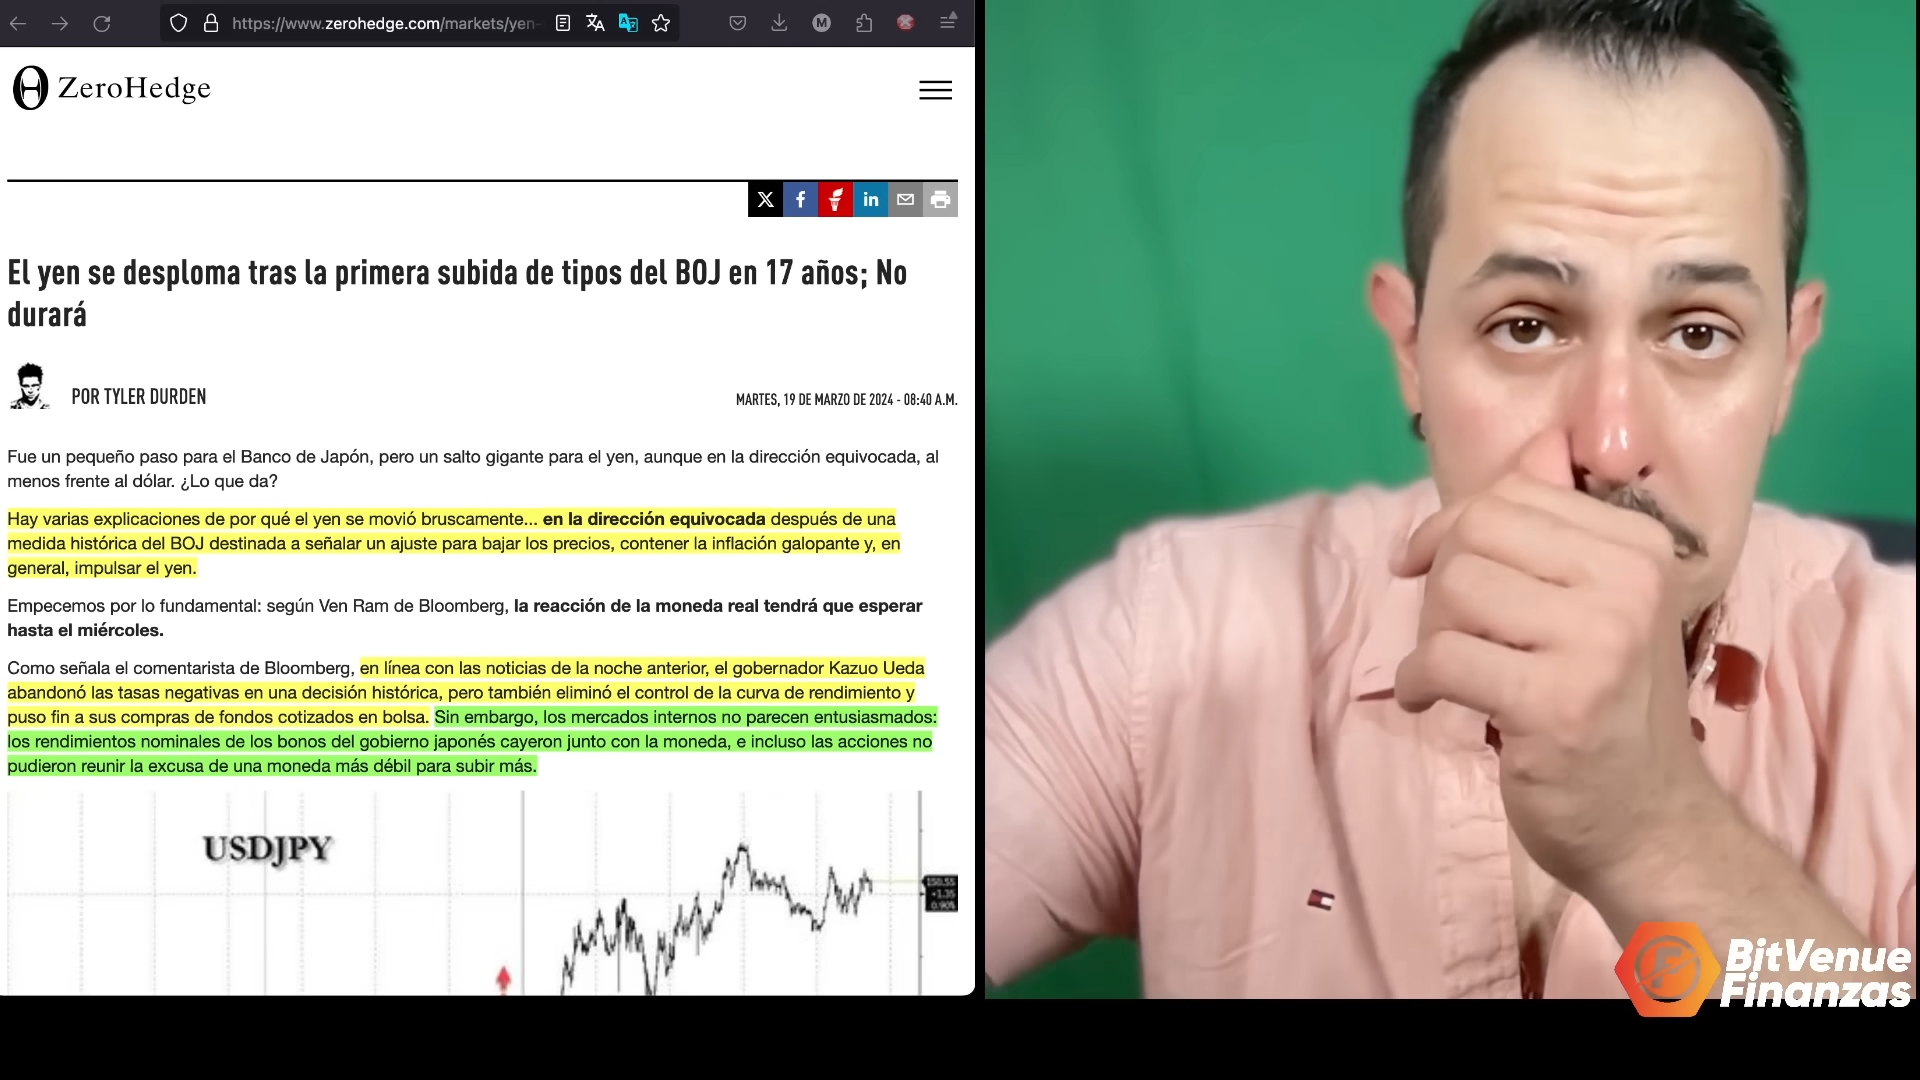 https://www.zerohedge.com/markets/yen-
ZeroHedge
El yen se desploma tras la primera subida de tipos del BOJ en 17 años; No
durará
POR TYLER DURDEN
MARTES, 19 DE MARZO DE 2024 - 08:40 A.M.
Fue un pequeño paso para el Banco de Japón, pero un salto gigante para el yen, aunque en la dirección equivocada, al
menos frente al dólar. ¿Lo que da?
Hay varias explicaciones de por qué el yen se movió bruscamente... en la dirección equivocada después de una
medida histórica del BOJ destinada a señalar un ajuste para bajar los precios, contener la inflación galopante y, en
general, impulsar el yen.
Empecemos por lo fundamental: según Ven Ram de Bloomberg, la reacción de la moneda real tendrá que esperar
hasta el miércoles.
Como señala el comentarista de Bloomberg, en línea con las noticias de la noche anterior, el gobernador Kazuo Ueda
abandonó las tasas negativas en una decisión histórica, pero también eliminó el control de la curva de rendimiento y
puso fin a sus compras de fondos cotizados en bolsa. Sin embargo, los mercados internos no parecen entusiasmados:
los rendimientos nominales de los bonos del gobierno japonés cayeron junto con la moneda, e incluso las acciones no
pudieron reunir la excusa de una moneda más débil para subir más.
USDJPY
BitVenue
Finanzas